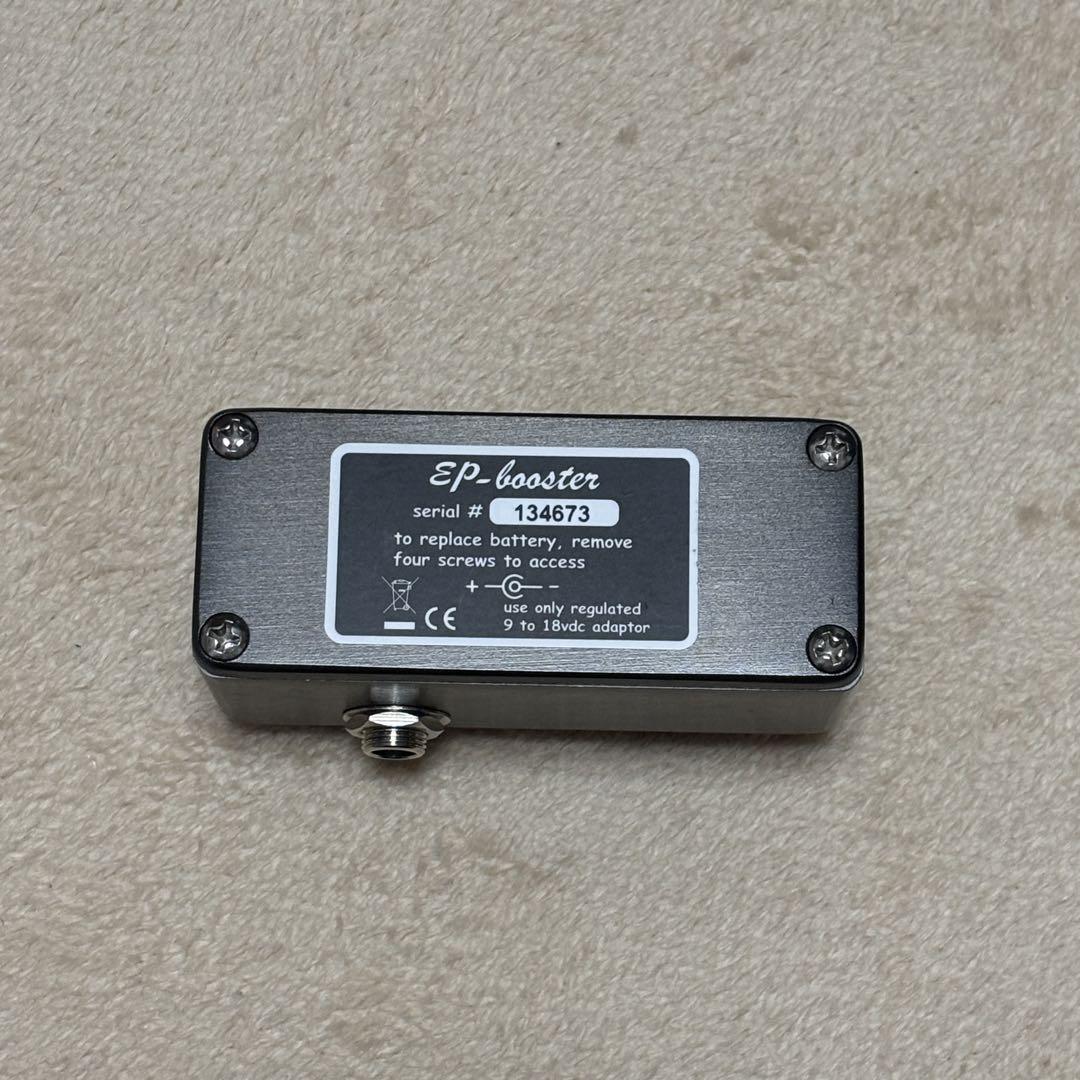 EP-booster
serial # 134673
to replace battery, remove
four screws to access
+ -
CE
use only regulated
9 to 18vdc adaptor